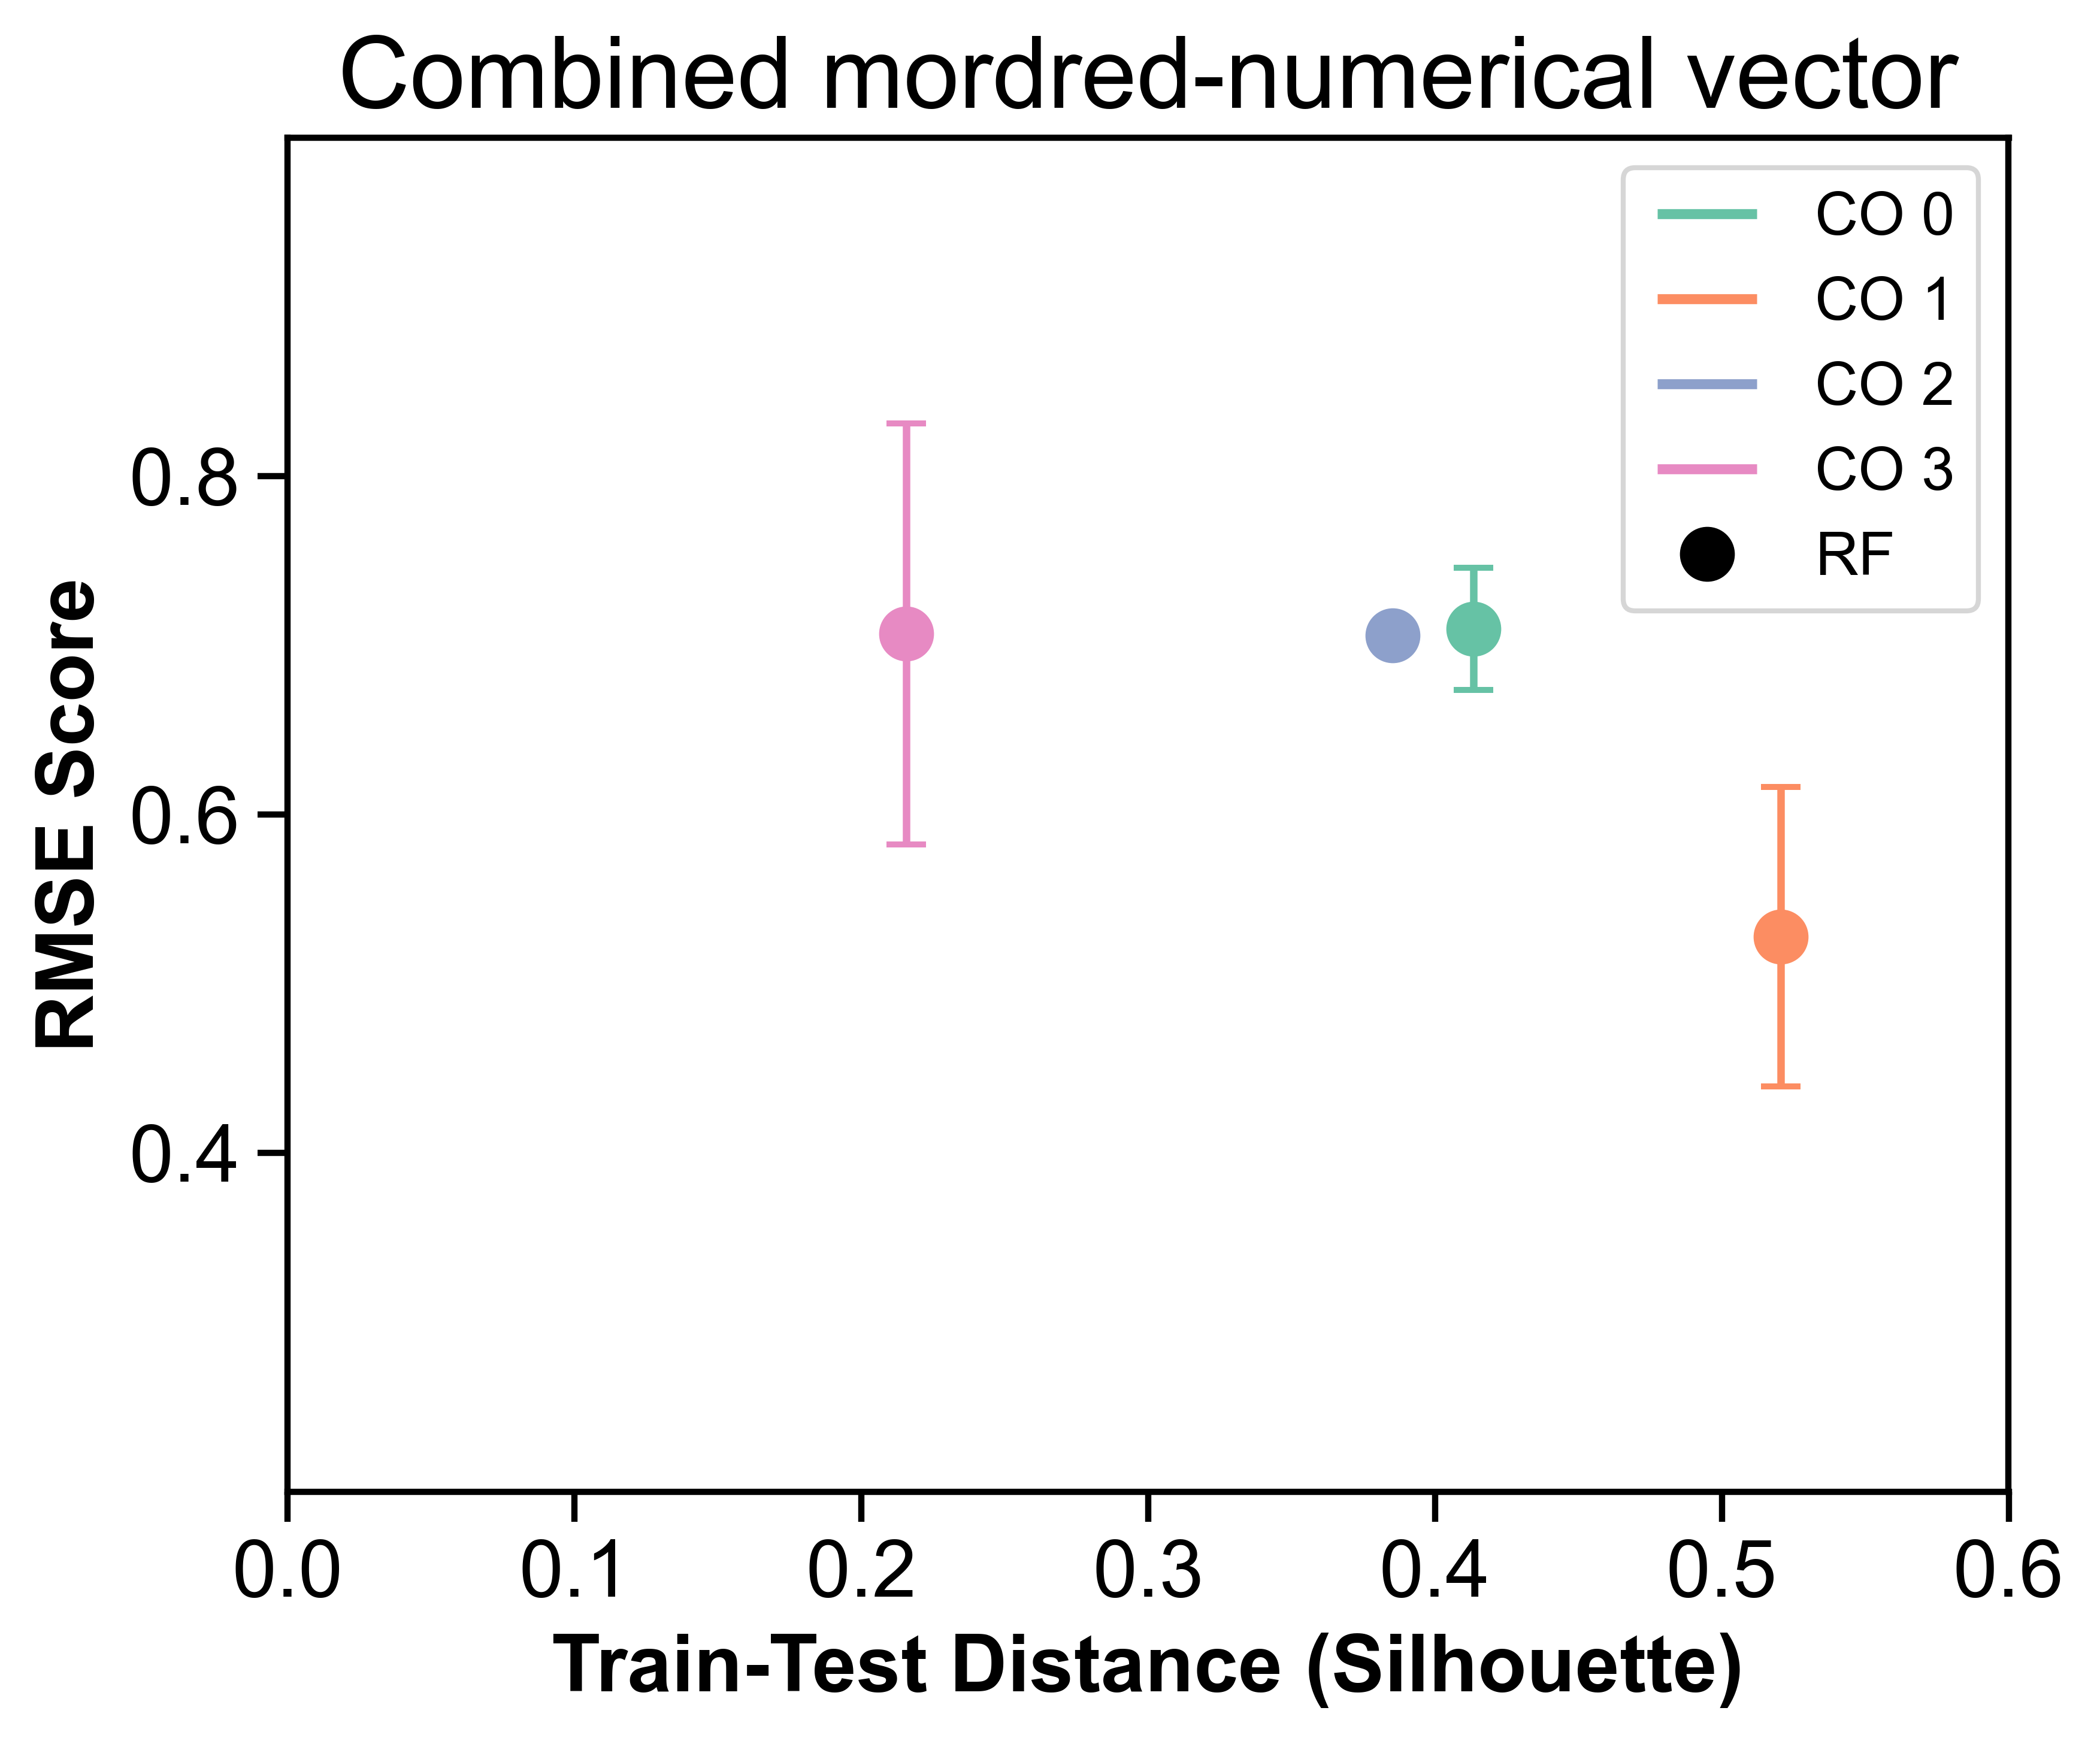 Combined mordred-numerical vector
CO 0
CO 1
CO 2
CO 3
RF
RMSE Score
0.8
0.6
0.4
0.0 0.1 0.2 0.3 0.4 0.5 0.6
Train-Test Distance (Silhouette)